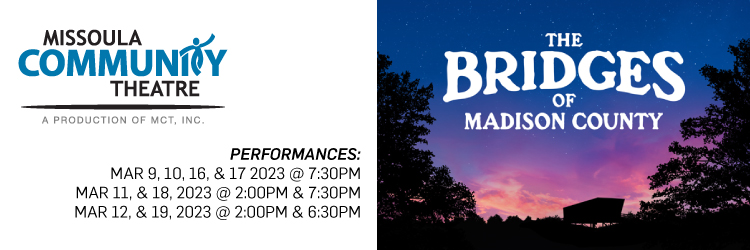 MISSOULA
COMMUNITY
THEATRE
A PRODUCTION OF MCT, INC.
PERFORMANCES:
MAR 9, 10, 16, & 17 2023 @ 7:30PM
MAR 11, & 18, 2023 @ 2:00PM & 7:30PM
MAR 12, & 19, 2023 @ 2:00PM & 6:30PM
THE
BRIDGES
OF
MADISON COUNTY